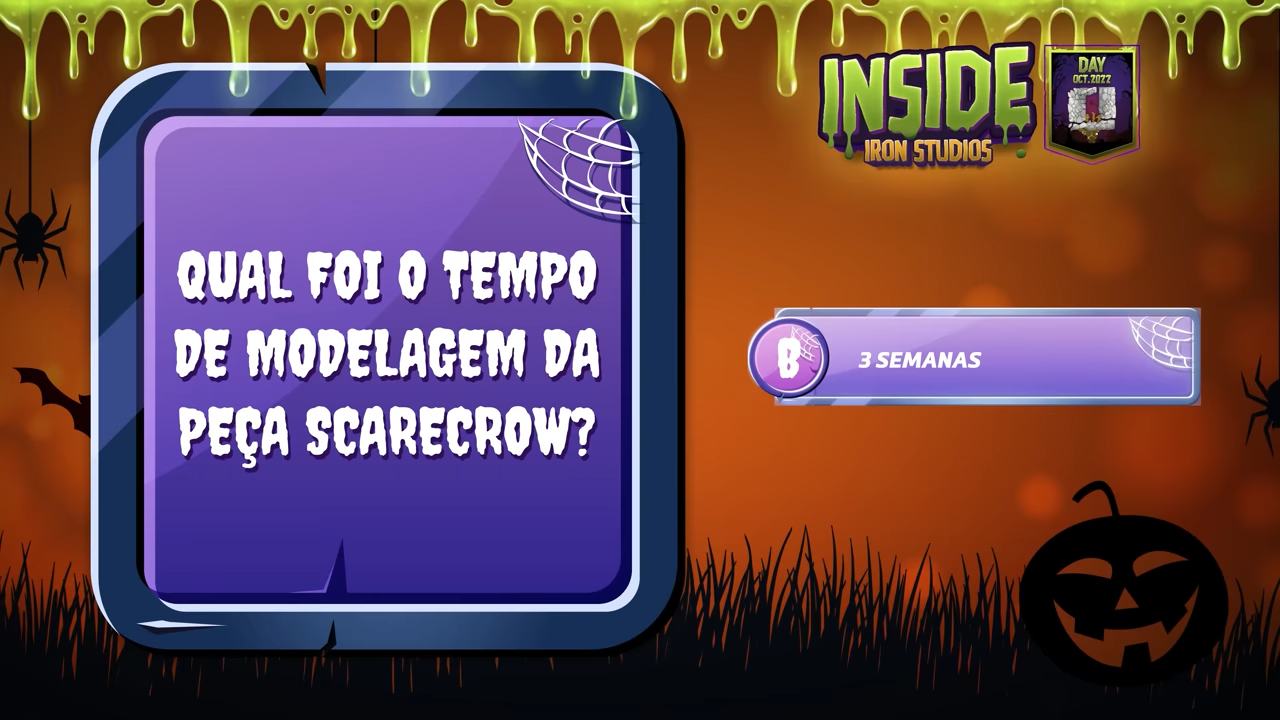 INSIDE
IRON STUDIOS
DAY
OCT.2022
QUAL FOI O TEMPO
DE MODELAGEM DA
PEÇA SCARECROW?
B
3 SEMANAS